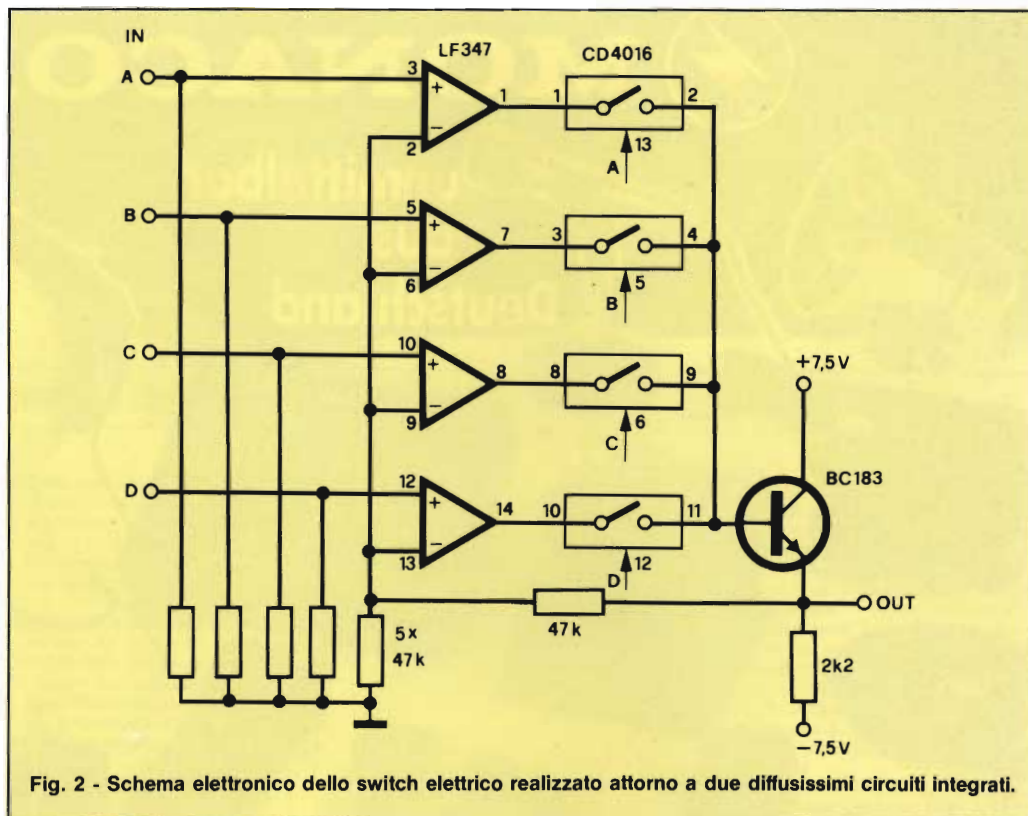 IN
LF347
CD4016
A
3
+
1
1
2
−
2
13
A
B
5
+
7
3
4
−
6
5
B
C
10
+
8
8
9
−
9
6
C
+7,5V
D
12
+
14
10
11
BC183
−
13
12
D
OUT
47k
5x
47k
2k2
−7,5V
Fig. 2 - Schema elettronico dello switch elettrico realizzato attorno a due diffusissimi circuiti integrati.